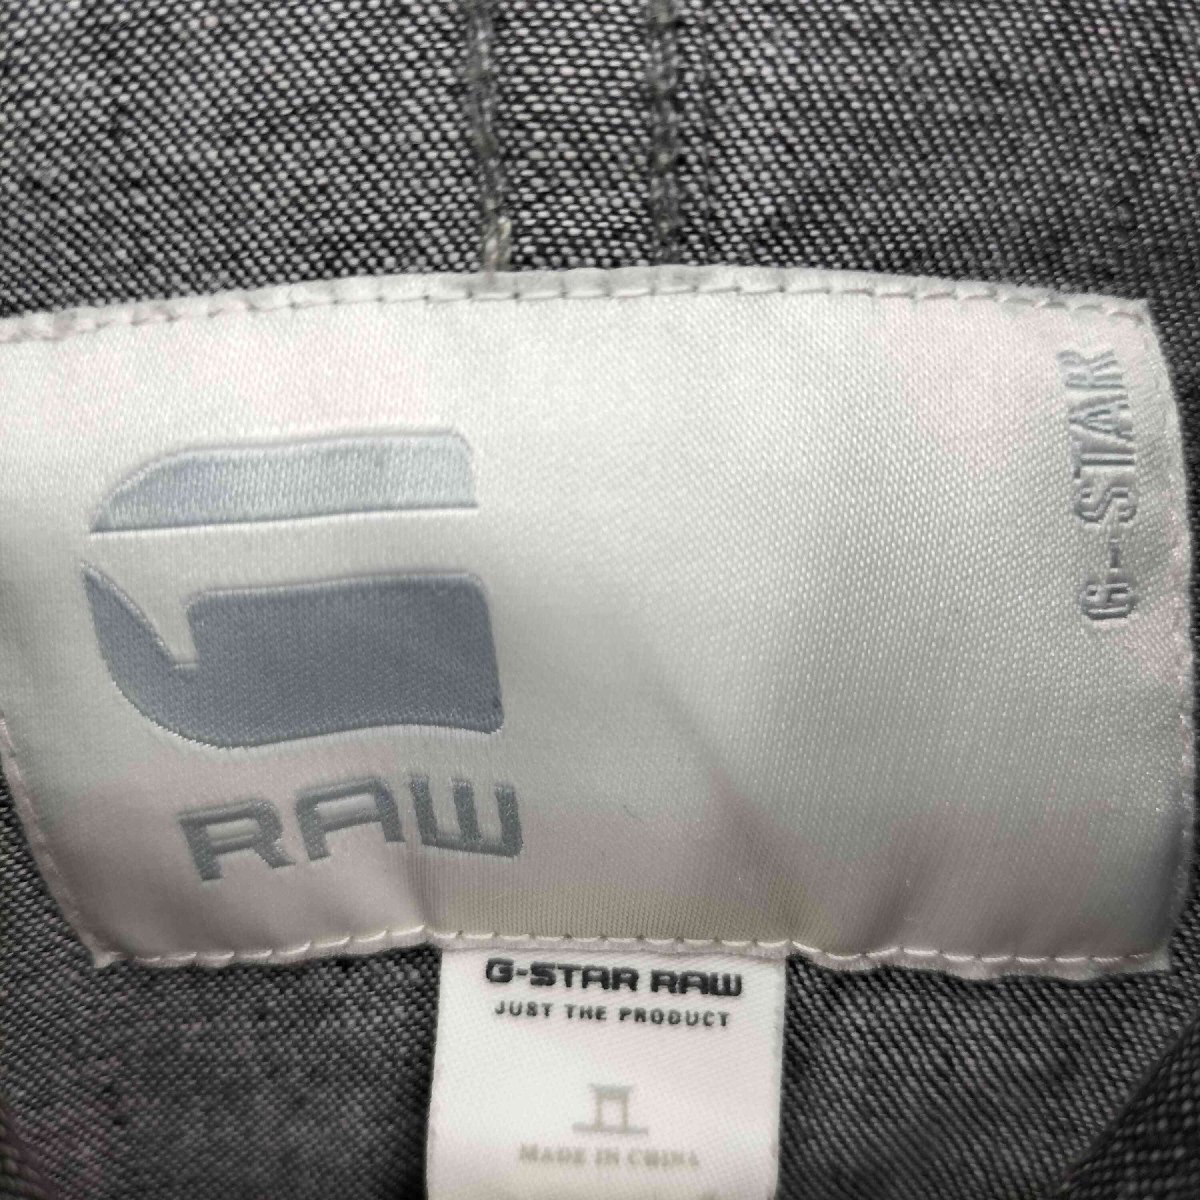 G-STAR
RAW
G-STAR RAW
JUST THE PRODUCT
MADE IN CHINA